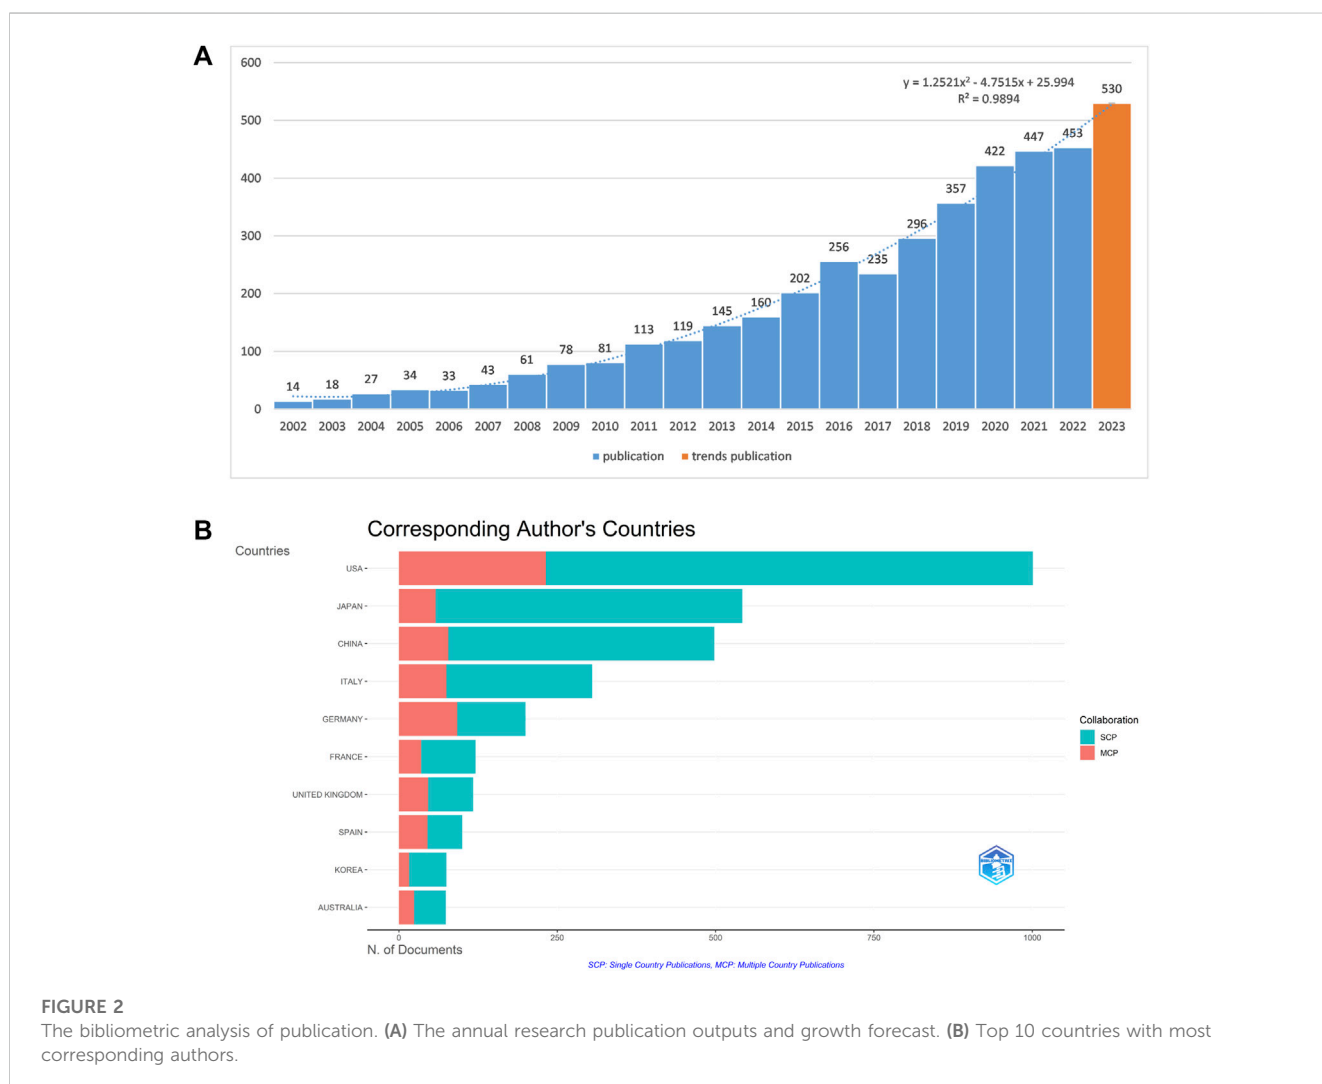 A
600
500
400
300
200
100
0
y = 1.2521x² - 4.7515x + 25.994
R² = 0.9894
14 18 27 34 33 43 61 78 81 113 119 145 160 202 256 235 296 357 422 447 453 530
2002 2003 2004 2005 2006 2007 2008 2009 2010 2011 2012 2013 2014 2015 2016 2017 2018 2019 2020 2021 2022 2023
publication trends publication
B
Corresponding Author's Countries
Countries
USA
JAPAN
CHINA
ITALY
GERMANY
FRANCE
UNITED KINGDOM
SPAIN
KOREA
AUSTRALIA
Collaboration
SCP
MCP
BIBLIOMETRIX
0 250 500 750 1000
N. of Documents
SCP: Single Country Publications, MCP: Multiple Country Publications
FIGURE 2
The bibliometric analysis of publication. (A) The annual research publication outputs and growth forecast. (B) Top 10 countries with most
corresponding authors.